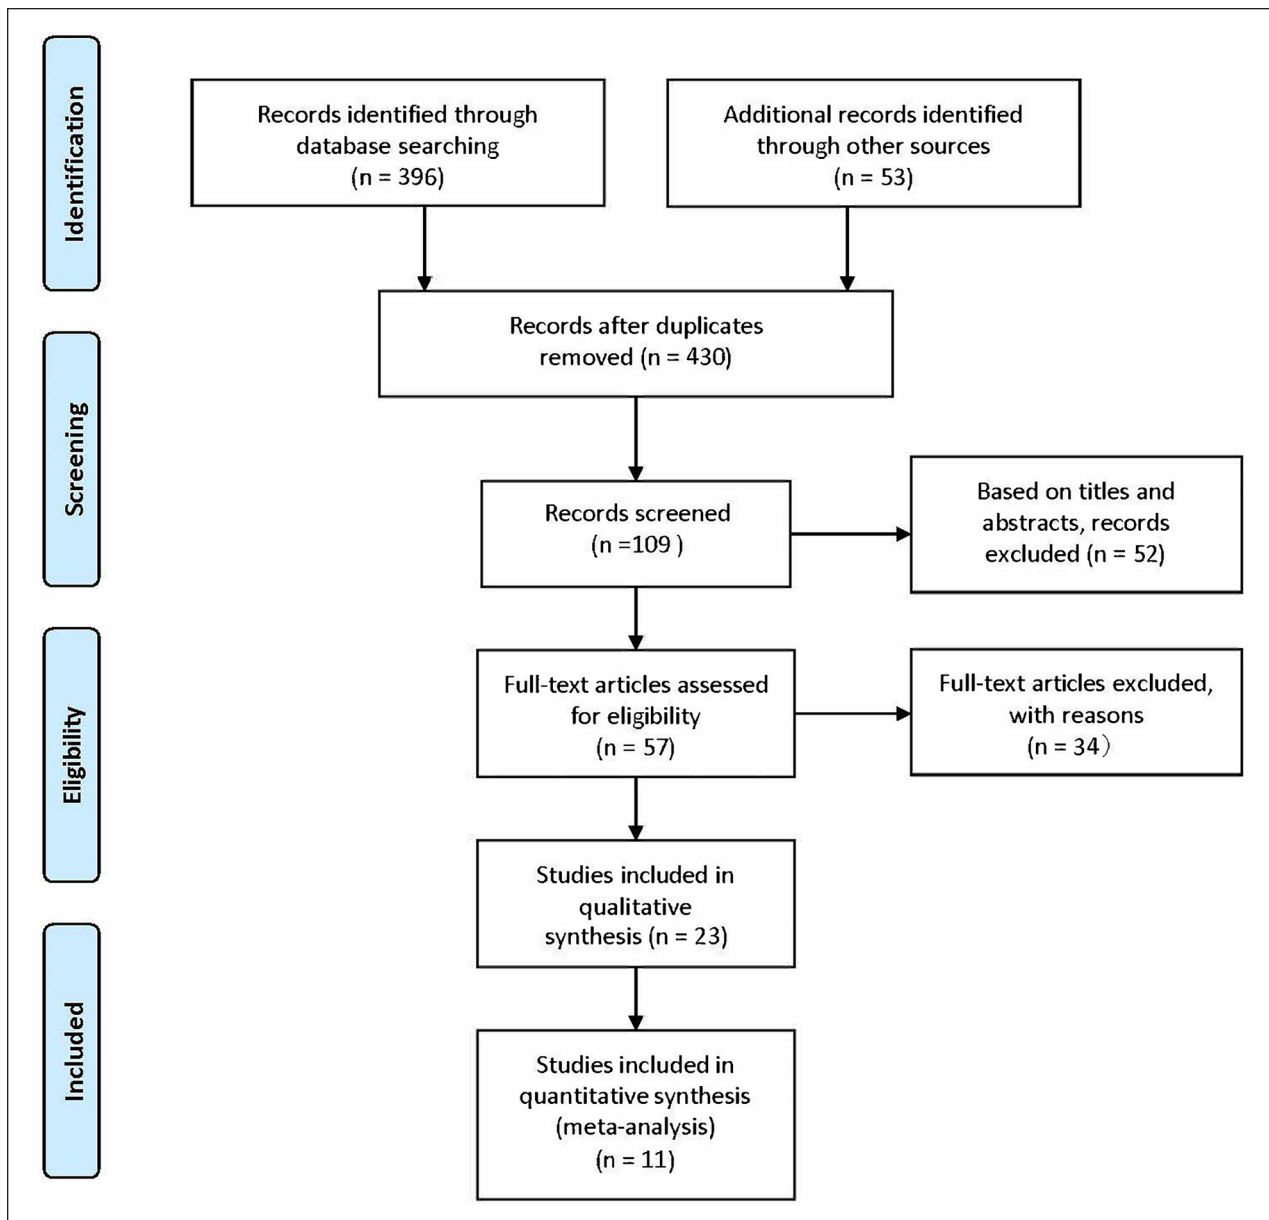 Identification
Records identified through
database searching
(n = 396)
Additional records identified
through other sources
(n = 53)
Records after duplicates
removed (n = 430)
Screening
Records screened
(n =109 )
Based on titles and
abstracts, records
excluded (n = 52)
Eligibility
Full-text articles assessed
for eligibility
(n = 57)
Full-text articles excluded,
with reasons
(n = 34）
Studies included in
qualitative
synthesis (n = 23)
Included
Studies included in
quantitative synthesis
(meta-analysis)
(n = 11)